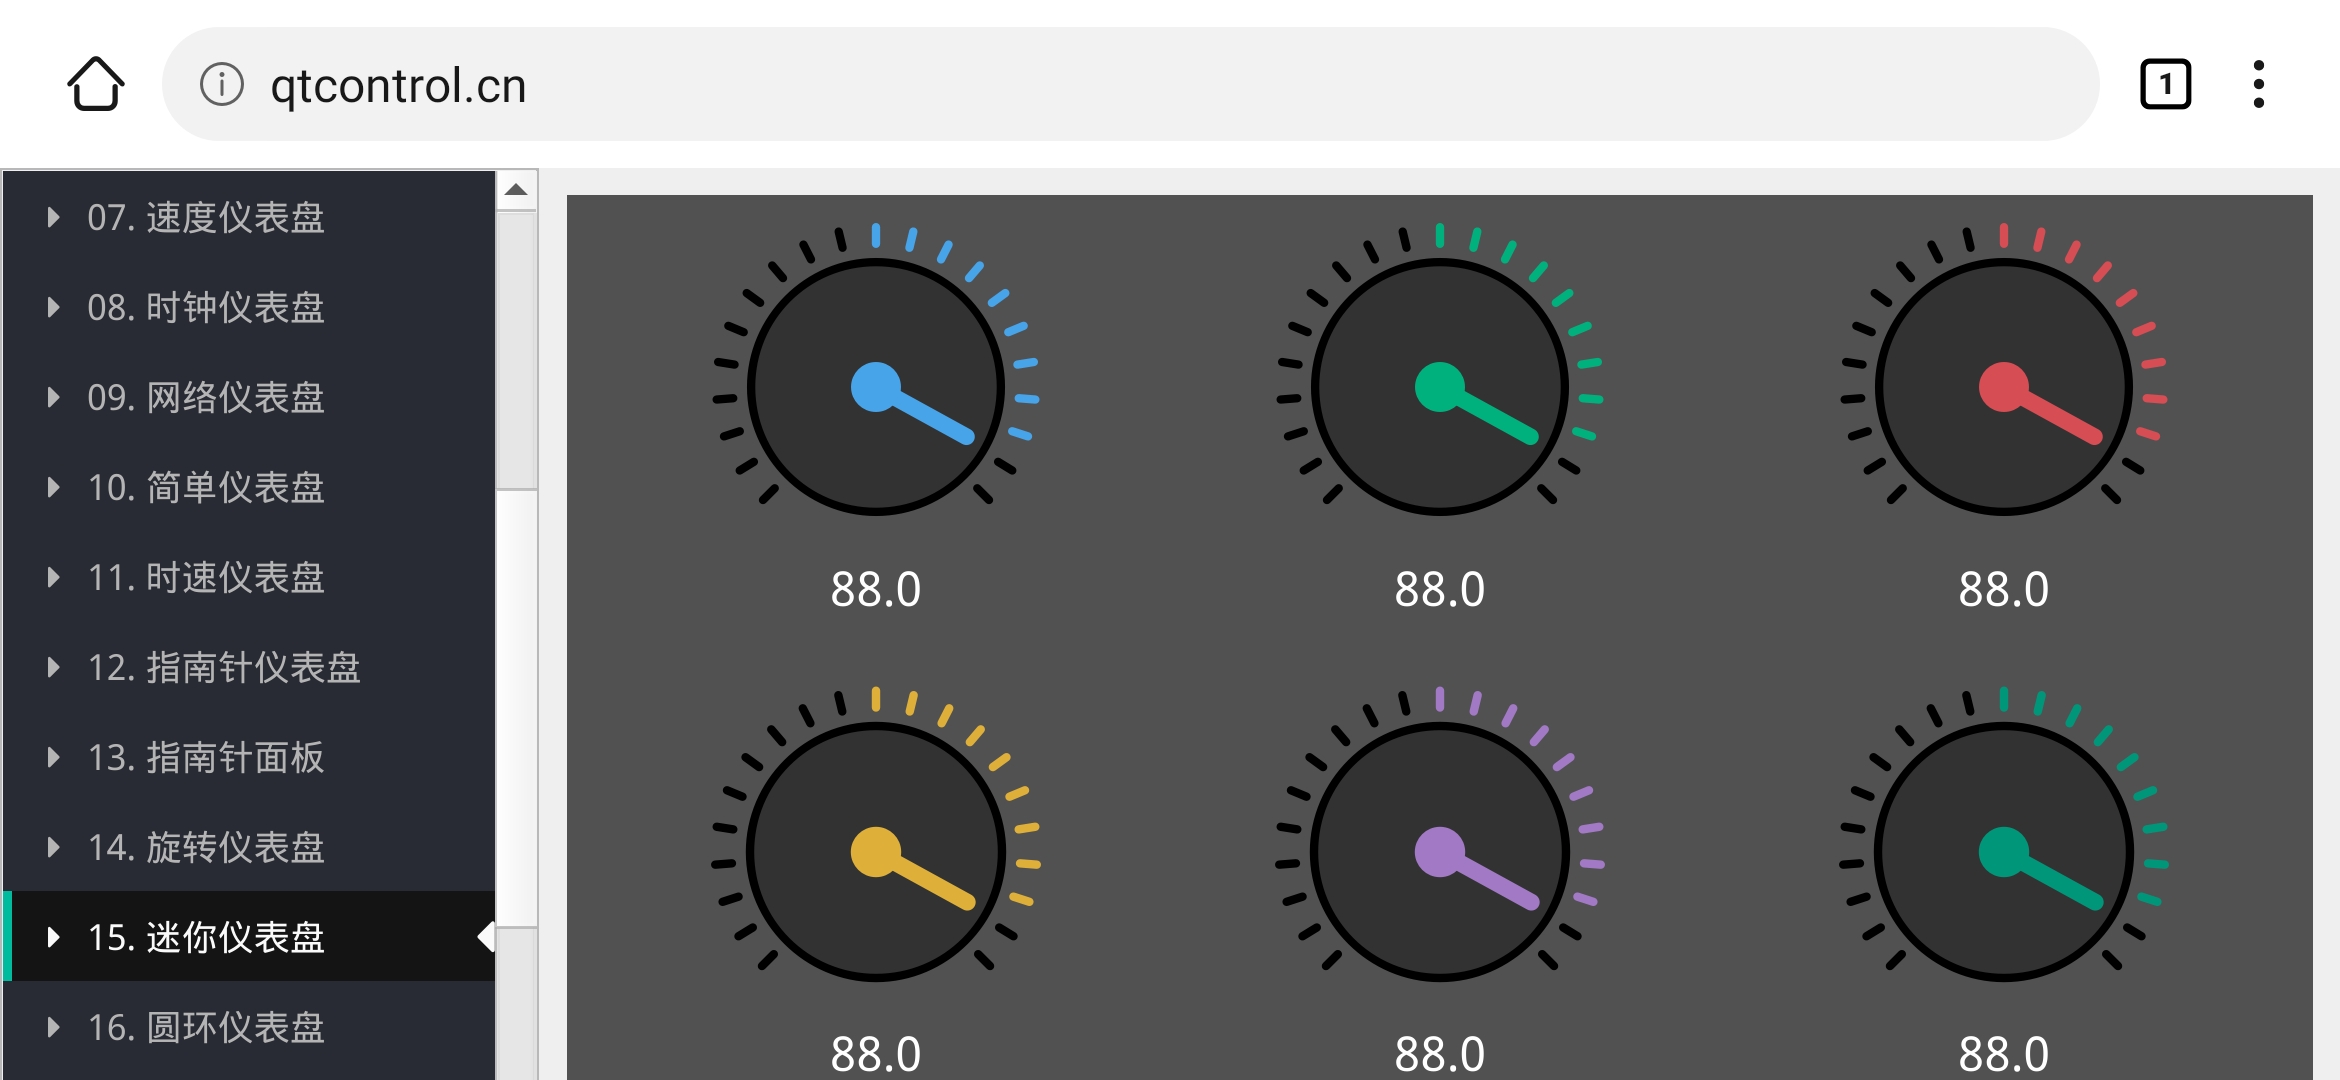 qtcontrol.cn
1
07. 速度仪表盘
08. 时钟仪表盘
09. 网络仪表盘
10. 简单仪表盘
11. 时速仪表盘
12. 指南针仪表盘
13. 指南针面板
14. 旋转仪表盘
15. 迷你仪表盘
16. 圆环仪表盘
88.0 88.0 88.0
88.0 88.0 88.0